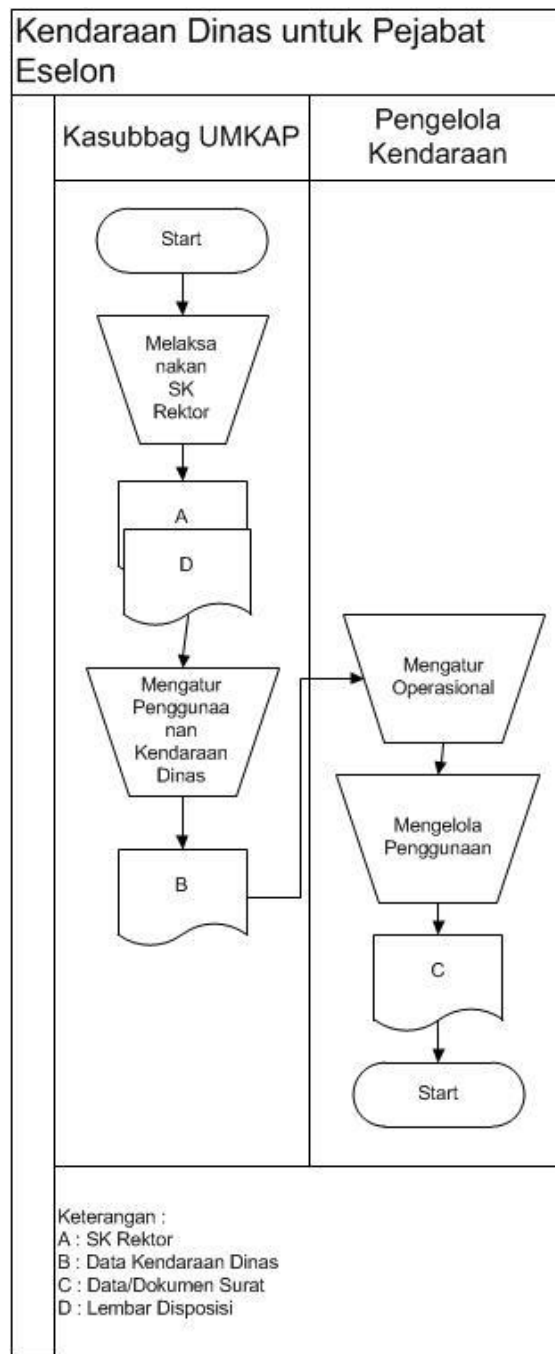 Kendaraan Dinas untuk Pejabat
Eselon
Kasubbag UMKAP
Pengelola
Kendaraan
Start
Melaksa
nakan
SK
Rektor
A
D
Mengatur
Penggunaa
nan
Kendaraan
Dinas
B
Mengatur
Operasional
Mengelola
Penggunaan
C
Start
Keterangan :
A : SK Rektor
B : Data Kendaraan Dinas
C : Data/Dokumen Surat
D : Lembar Disposisi